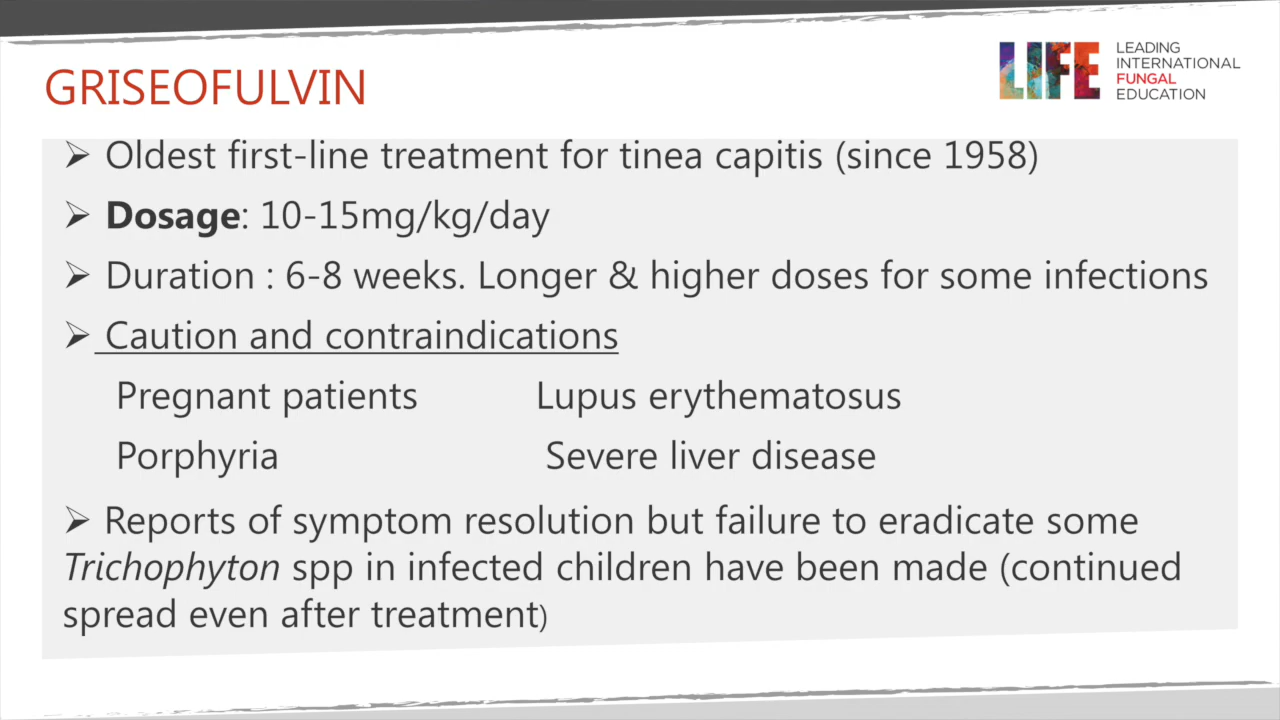 GRISEOFULVIN
LIFE
LEADING
INTERNATIONAL
FUNGAL
EDUCATION
➢ Oldest first-line treatment for tinea capitis (since 1958)
➢ Dosage: 10-15mg/kg/day
➢ Duration : 6-8 weeks. Longer & higher doses for some infections
➢ Caution and contraindications
Pregnant patients Lupus erythematosus
Porphyria Severe liver disease
➢ Reports of symptom resolution but failure to eradicate some
Trichophyton spp in infected children have been made (continued
spread even after treatment)